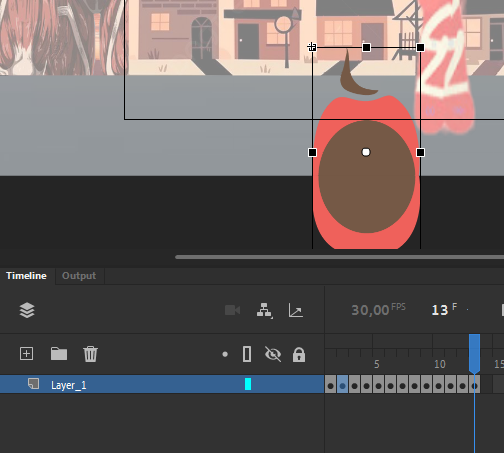 Timeline Output
30,00 FPS 13 F
5 10 15
Layer_1